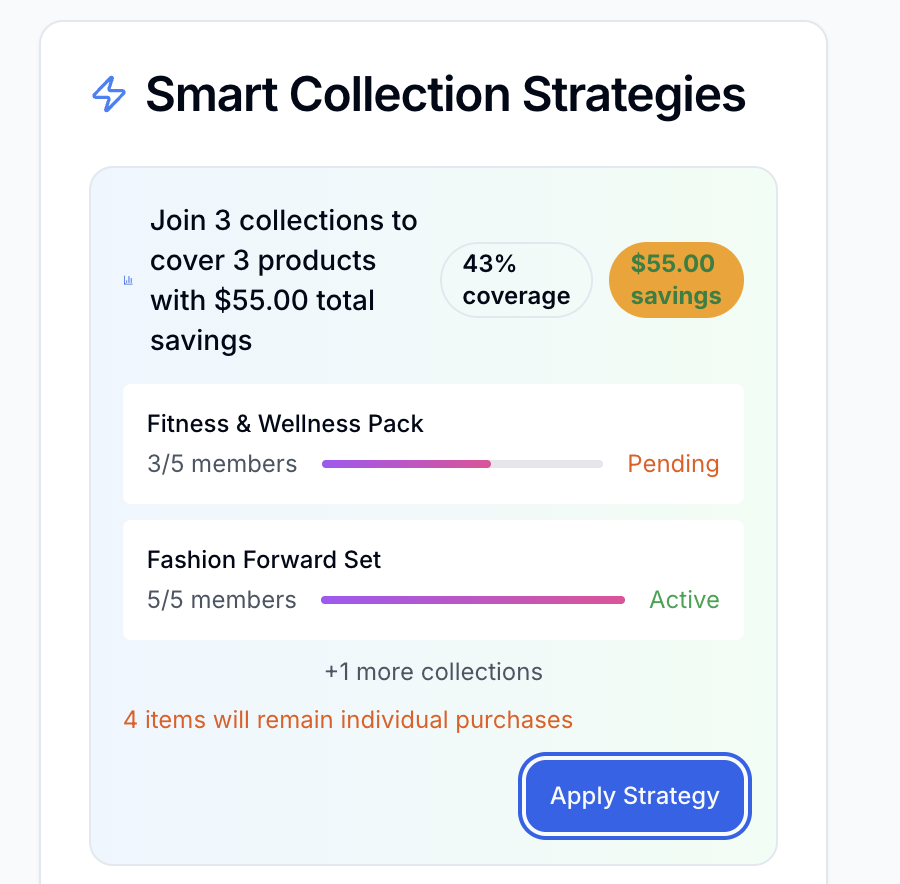 Smart Collection Strategies
Join 3 collections to
cover 3 products
with $55.00 total
savings
43%
coverage
$55.00
savings
Fitness & Wellness Pack
3/5 members
Pending
Fashion Forward Set
5/5 members
Active
+1 more collections
4 items will remain individual purchases
Apply Strategy